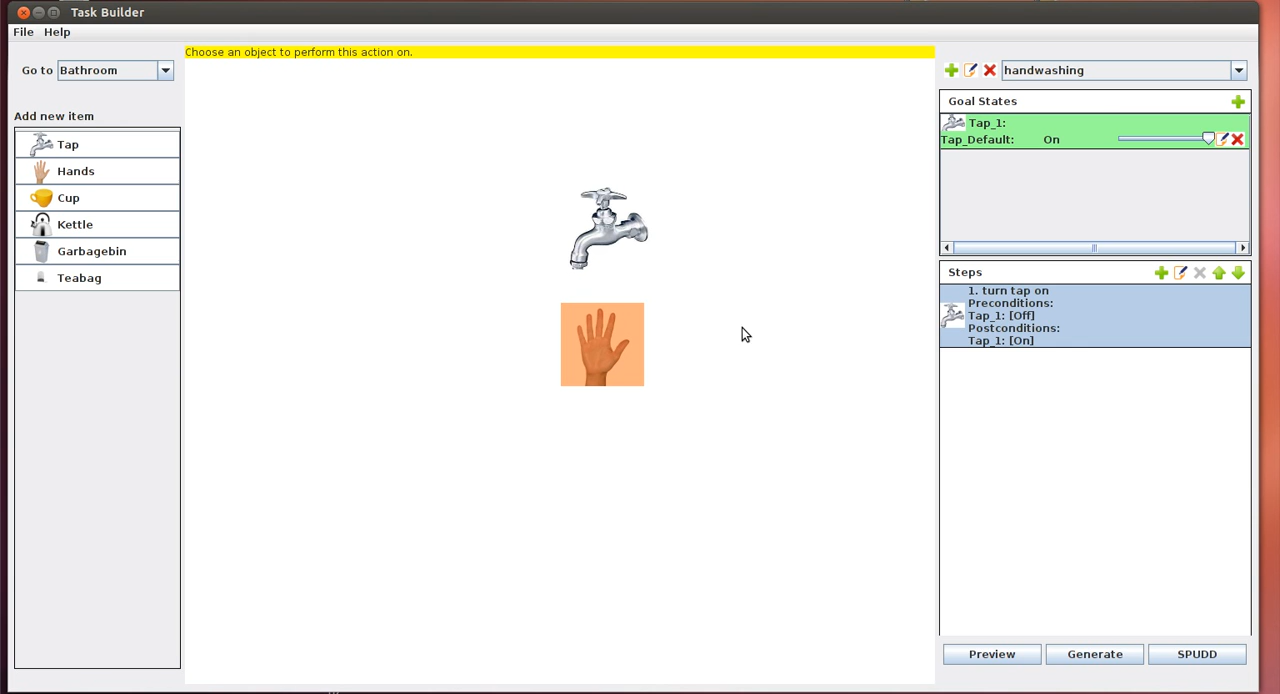 Task Builder
File Help
Go to Bathroom
Add new item
Tap
Hands
Cup
Kettle
Garbagebin
Teabag
Choose an object to perform this action on.
handwashing
Goal States
Tap_1:
Tap_Default: On
Steps
1. turn tap on
Preconditions:
Tap_1: [Off]
Postconditions:
Tap_1: [On]
Preview Generate SPUDD